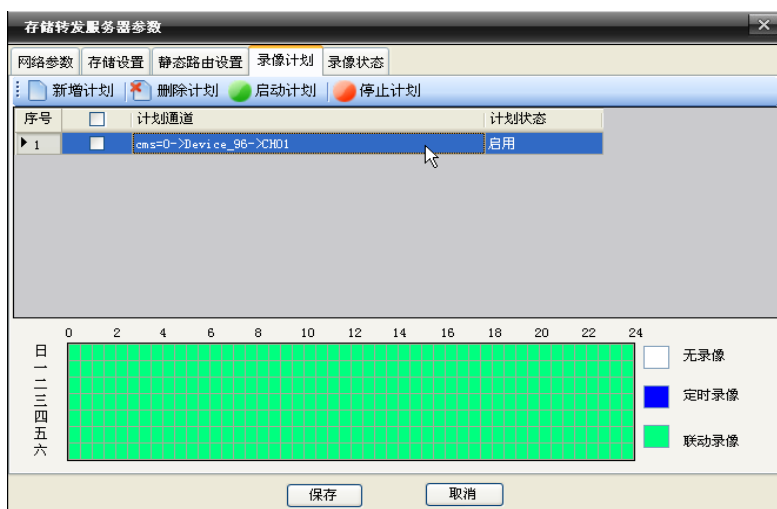 存储转发服务器参数
网络参数 存储设置 静态路由设置 录像计划 录像状态
新增计划 删除计划 启动计划 停止计划
序号 计划通道 计划状态
1 cms=0->Device_96->CH01 启用
0 2 4 6 8 10 12 14 16 18 20 22 24
日
一
二
三
四
五
六
无录像
定时录像
联动录像
保存 取消